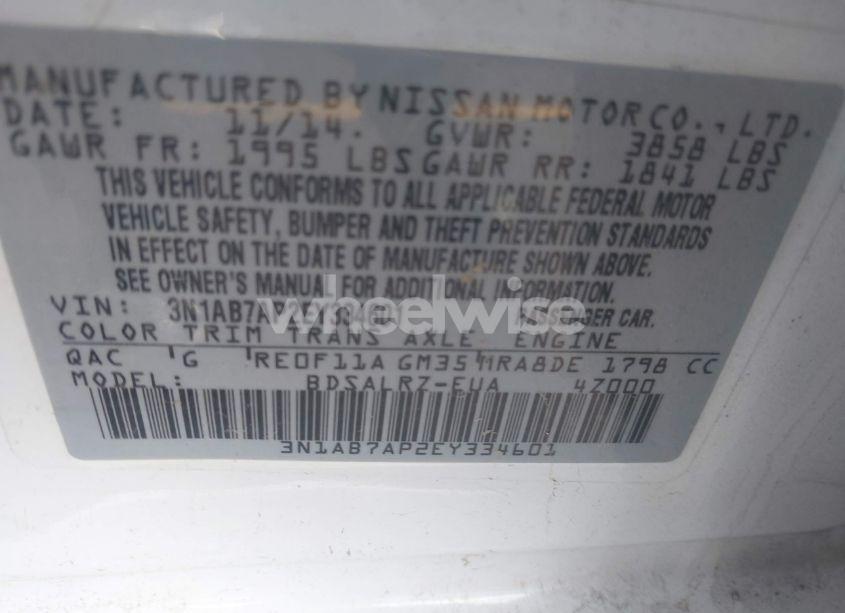 MANUFACTURED BY NISSAN MOTOR CO., LTD.
DATE: 11/14. GVWR: 3858 LBS
GAWR FR: 1995 LBS GAWR RR: 1841 LBS
THIS VEHICLE CONFORMS TO ALL APPLICABLE FEDERAL MOTOR
VEHICLE SAFETY, BUMPER AND THEFT PREVENTION STANDARDS
IN EFFECT ON THE DATE OF MANUFACTURE SHOWN ABOVE.
SEE OWNER'S MANUAL FOR ADDITIONAL INFORMATION.
wheelwise
VIN: 3N1AB7AP2EY334601 PASSENGER CAR.
COLOR TRIM TRANS AXLE ENGINE
QAC G RE0F11A GM35 MRA8DE 1798 CC
BDSALRZ-EUA 4Z000
3N1AB7AP2EY334601